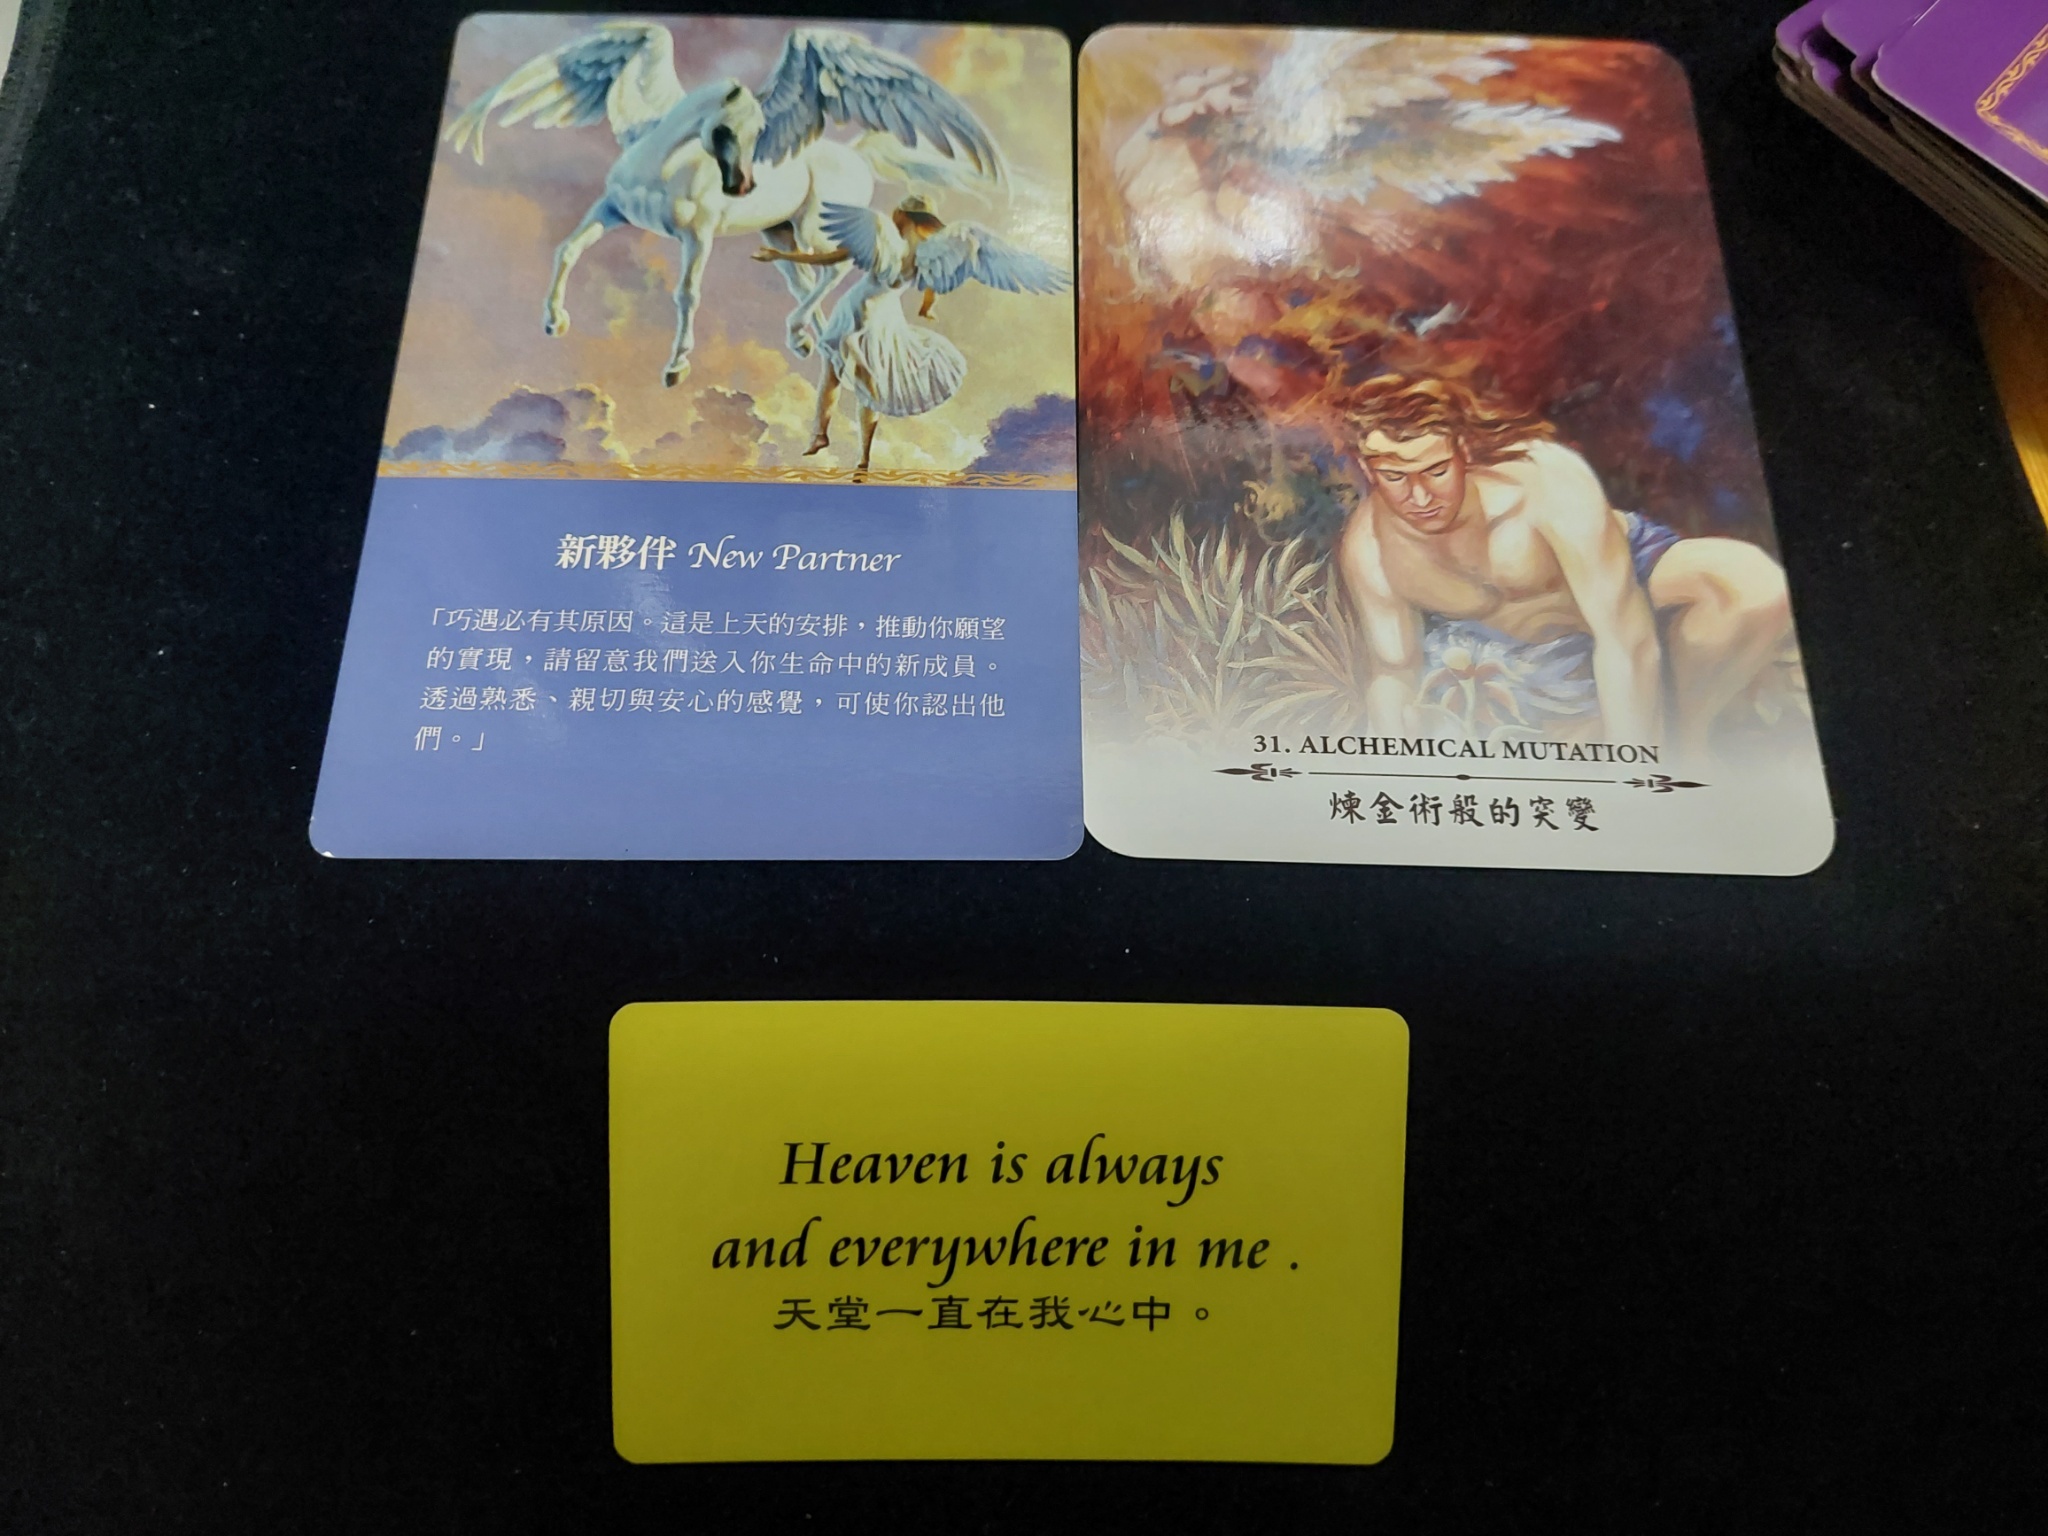 新夥伴 New Partner
「巧遇必有其原因。這是上天的安排，推動你願望
的實現，請留意我們送入你生命中的新成員。
透過熟悉、親切與安心的感覺，可使你認出他
們。」
31. ALCHEMICAL MUTATION
煉金術般的突變
Heaven is always
and everywhere in me .
天堂一直在我心中。